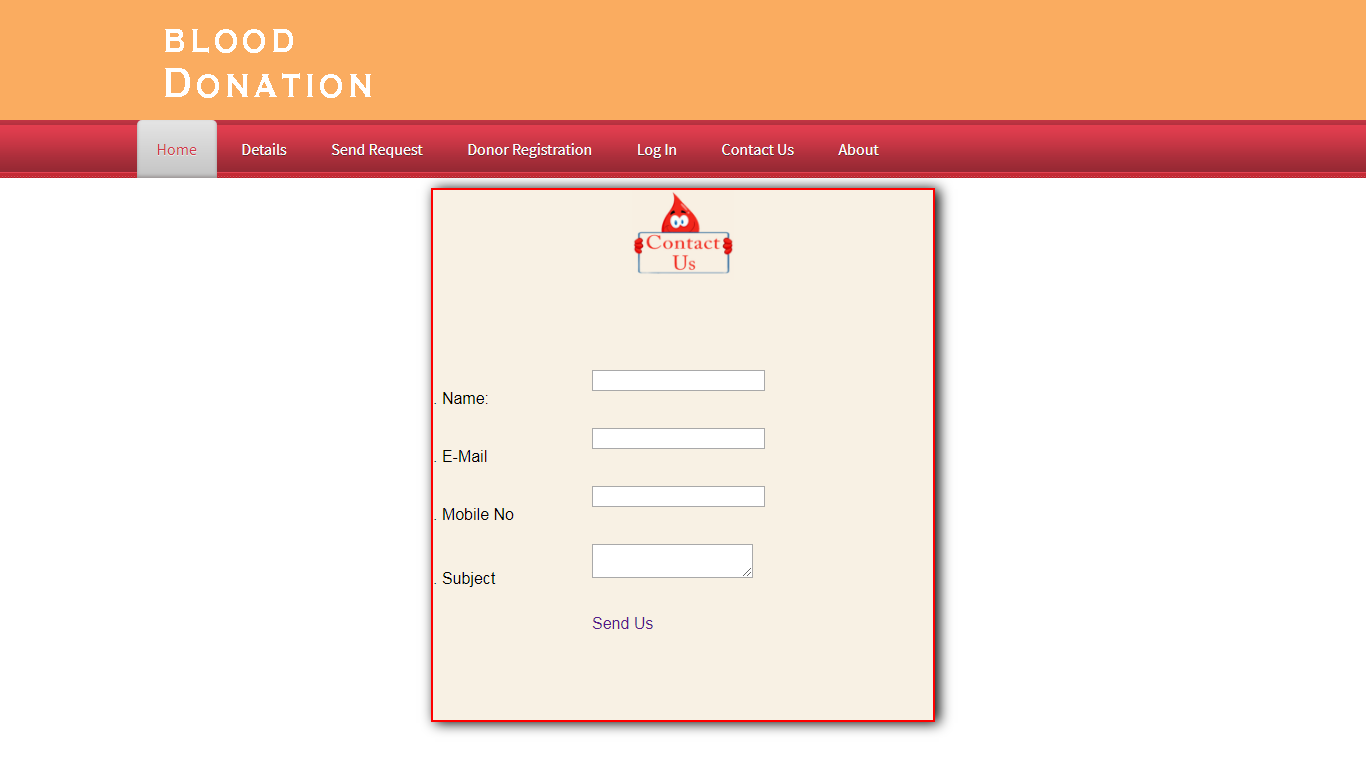 BLOOD
DONATION
Home Details Send Request Donor Registration Log In Contact Us About
Contact
Us
. Name:
. E-Mail
. Mobile No
. Subject
Send Us